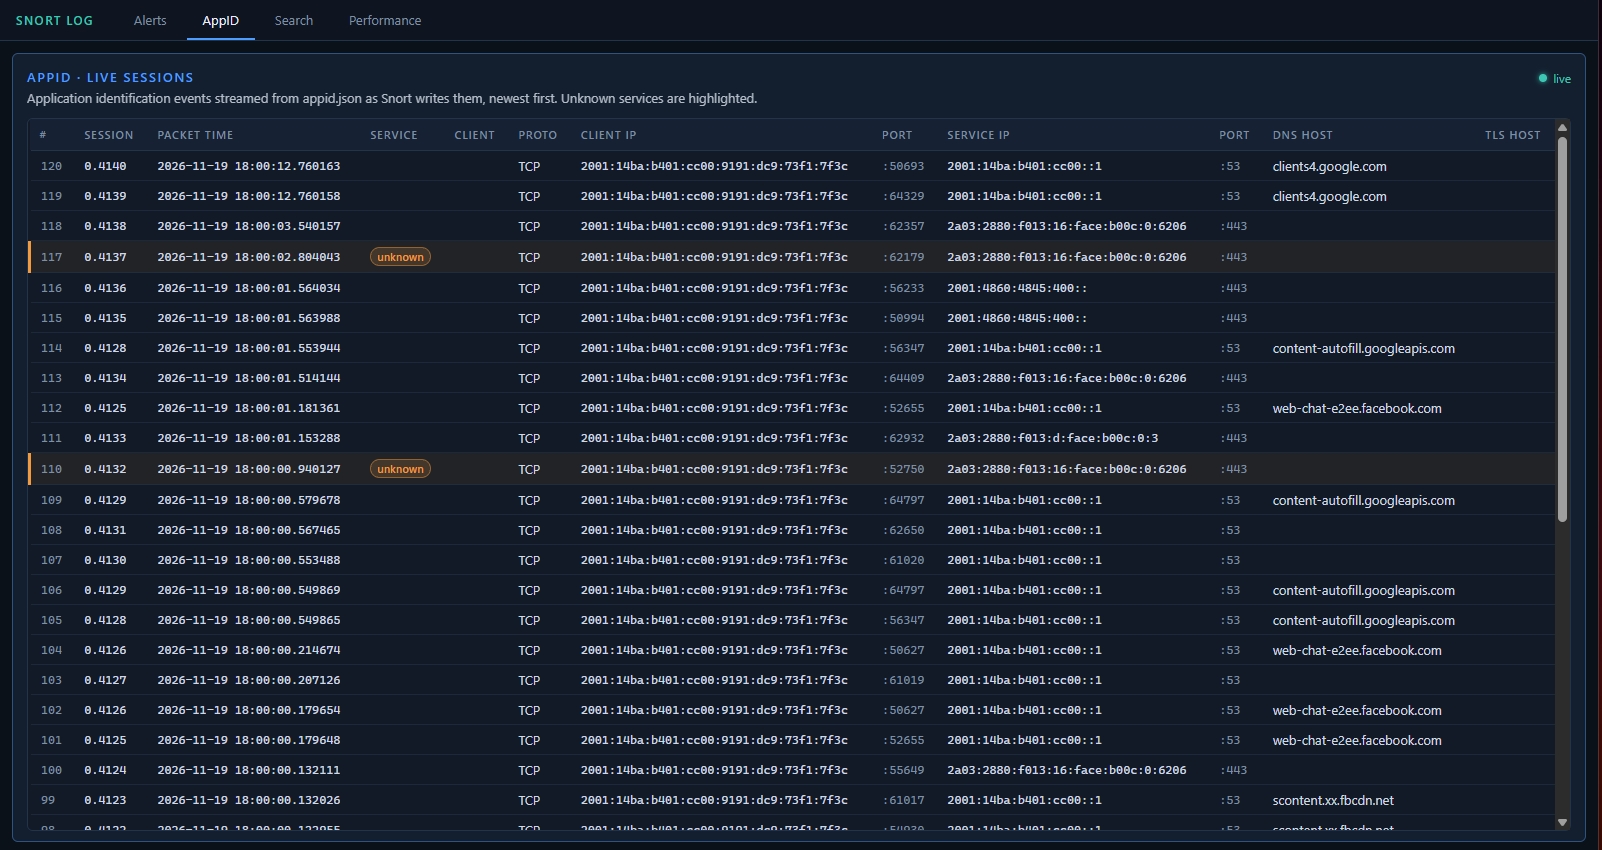 SNORT LOG Alerts AppID Search Performance
APPID · LIVE SESSIONS live
Application identification events streamed from appid.json as Snort writes them, newest first. Unknown services are highlighted.
# SESSION PACKET TIME SERVICE CLIENT PROTO CLIENT IP PORT SERVICE IP PORT DNS HOST TLS HOST
120 0.4140 2026-11-19 18:00:12.760163 TCP 2001:14ba:b401:cc00:9191:dc9:73f1:7f3c :50693 2001:14ba:b401:cc00::1 :53 clients4.google.com
119 0.4139 2026-11-19 18:00:12.760158 TCP 2001:14ba:b401:cc00:9191:dc9:73f1:7f3c :64329 2001:14ba:b401:cc00::1 :53 clients4.google.com
118 0.4138 2026-11-19 18:00:03.540157 TCP 2001:14ba:b401:cc00:9191:dc9:73f1:7f3c :62357 2a03:2880:f013:16:face:b00c:0:6206 :443
117 0.4137 2026-11-19 18:00:02.804043 unknown TCP 2001:14ba:b401:cc00:9191:dc9:73f1:7f3c :62179 2a03:2880:f013:16:face:b00c:0:6206 :443
116 0.4136 2026-11-19 18:00:01.564034 TCP 2001:14ba:b401:cc00:9191:dc9:73f1:7f3c :56233 2001:4860:4845:400:: :443
115 0.4135 2026-11-19 18:00:01.563988 TCP 2001:14ba:b401:cc00:9191:dc9:73f1:7f3c :50994 2001:4860:4845:400:: :443
114 0.4128 2026-11-19 18:00:01.553944 TCP 2001:14ba:b401:cc00:9191:dc9:73f1:7f3c :56347 2001:14ba:b401:cc00::1 :53 content-autofill.googleapis.com
113 0.4134 2026-11-19 18:00:01.514144 TCP 2001:14ba:b401:cc00:9191:dc9:73f1:7f3c :64409 2a03:2880:f013:16:face:b00c:0:6206 :443
112 0.4125 2026-11-19 18:00:01.181361 TCP 2001:14ba:b401:cc00:9191:dc9:73f1:7f3c :52655 2001:14ba:b401:cc00::1 :53 web-chat-e2ee.facebook.com
111 0.4133 2026-11-19 18:00:01.153288 TCP 2001:14ba:b401:cc00:9191:dc9:73f1:7f3c :62932 2a03:2880:f013:d:face:b00c:0:3 :443
110 0.4132 2026-11-19 18:00:00.940127 unknown TCP 2001:14ba:b401:cc00:9191:dc9:73f1:7f3c :52750 2a03:2880:f013:16:face:b00c:0:6206 :443
109 0.4129 2026-11-19 18:00:00.579678 TCP 2001:14ba:b401:cc00:9191:dc9:73f1:7f3c :64797 2001:14ba:b401:cc00::1 :53 content-autofill.googleapis.com
108 0.4131 2026-11-19 18:00:00.567465 TCP 2001:14ba:b401:cc00:9191:dc9:73f1:7f3c :62650 2001:14ba:b401:cc00::1 :53
107 0.4130 2026-11-19 18:00:00.553488 TCP 2001:14ba:b401:cc00:9191:dc9:73f1:7f3c :61020 2001:14ba:b401:cc00::1 :53
106 0.4129 2026-11-19 18:00:00.549869 TCP 2001:14ba:b401:cc00:9191:dc9:73f1:7f3c :64797 2001:14ba:b401:cc00::1 :53 content-autofill.googleapis.com
105 0.4128 2026-11-19 18:00:00.549865 TCP 2001:14ba:b401:cc00:9191:dc9:73f1:7f3c :56347 2001:14ba:b401:cc00::1 :53 content-autofill.googleapis.com
104 0.4126 2026-11-19 18:00:00.214674 TCP 2001:14ba:b401:cc00:9191:dc9:73f1:7f3c :50627 2001:14ba:b401:cc00::1 :53 web-chat-e2ee.facebook.com
103 0.4127 2026-11-19 18:00:00.207126 TCP 2001:14ba:b401:cc00:9191:dc9:73f1:7f3c :61019 2001:14ba:b401:cc00::1 :53
102 0.4126 2026-11-19 18:00:00.179654 TCP 2001:14ba:b401:cc00:9191:dc9:73f1:7f3c :50627 2001:14ba:b401:cc00::1 :53 web-chat-e2ee.facebook.com
101 0.4125 2026-11-19 18:00:00.179648 TCP 2001:14ba:b401:cc00:9191:dc9:73f1:7f3c :52655 2001:14ba:b401:cc00::1 :53 web-chat-e2ee.facebook.com
100 0.4124 2026-11-19 18:00:00.132111 TCP 2001:14ba:b401:cc00:9191:dc9:73f1:7f3c :55649 2a03:2880:f013:16:face:b00c:0:6206 :443
99 0.4123 2026-11-19 18:00:00.132026 TCP 2001:14ba:b401:cc00:9191:dc9:73f1:7f3c :61017 2001:14ba:b401:cc00::1 :53 scontent.xx.fbcdn.net